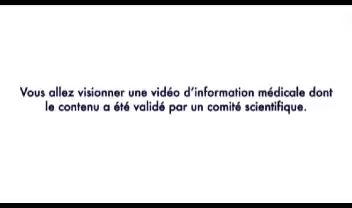 Vous allez visionner une vidéo d'information médicale dont
le contenu a été validé par un comité scientifique.